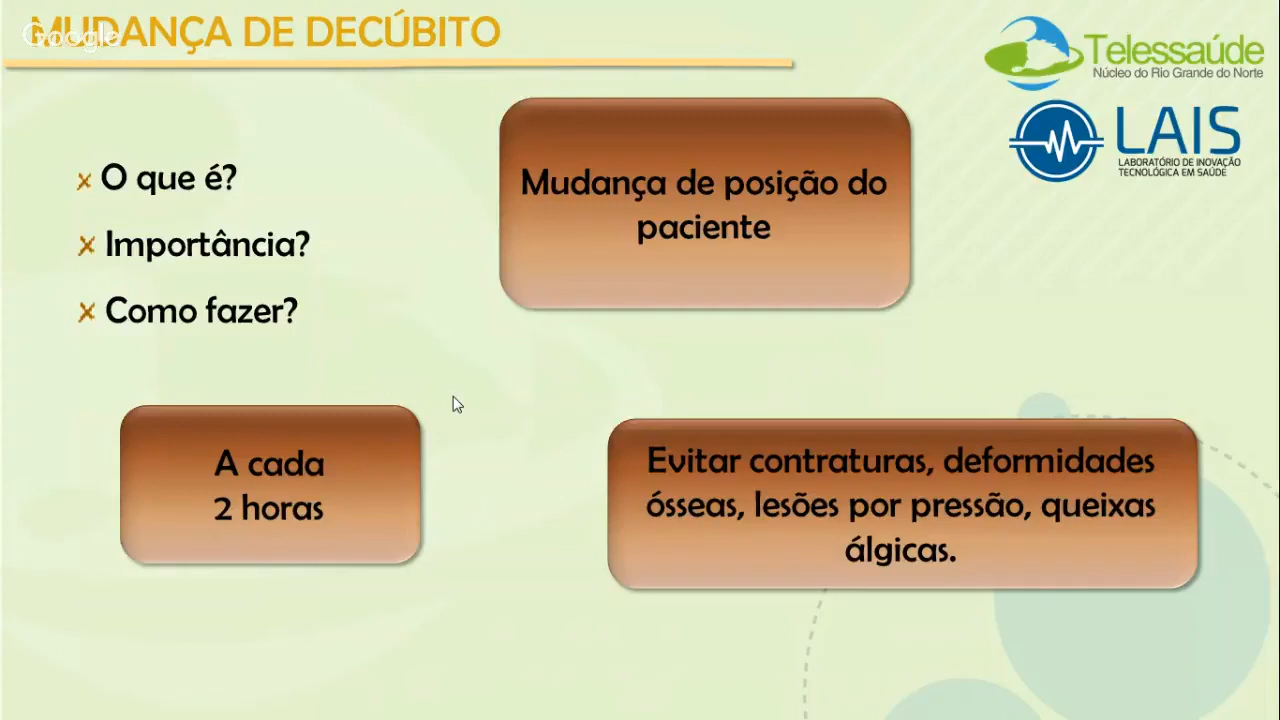 MUDANÇA DE DECÚBITO
Google
Telessaúde
Núcleo do Rio Grande do Norte
LAIS
LABORATÓRIO DE INOVAÇÃO
TECNOLÓGICA EM SAÚDE
x O que é?
x Importância?
x Como fazer?
Mudança de posição do
paciente
A cada
2 horas
Evitar contraturas, deformidades
ósseas, lesões por pressão, queixas
álgicas.